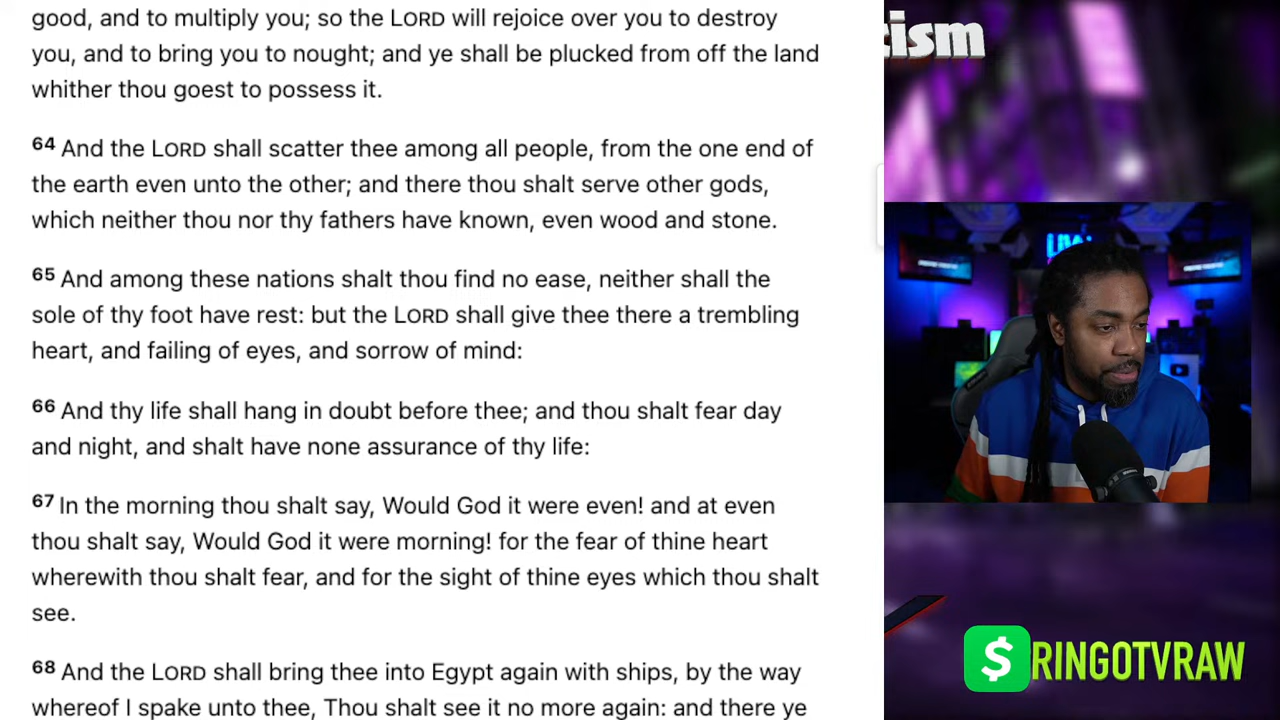 good, and to multiply you; so the LORD will rejoice over you to destroy
you, and to bring you to nought; and ye shall be plucked from off the land
whither thou goest to possess it.
64 And the LORD shall scatter thee among all people, from the one end of
the earth even unto the other; and there thou shalt serve other gods,
which neither thou nor thy fathers have known, even wood and stone.
65 And among these nations shalt thou find no ease, neither shall the
sole of thy foot have rest: but the LORD shall give thee there a trembling
heart, and failing of eyes, and sorrow of mind:
66 And thy life shall hang in doubt before thee; and thou shalt fear day
and night, and shalt have none assurance of thy life:
67 In the morning thou shalt say, Would God it were even! and at even
thou shalt say, Would God it were morning! for the fear of thine heart
wherewith thou shalt fear, and for the sight of thine eyes which thou shalt
see.
68 And the LORD shall bring thee into Egypt again with ships, by the way
whereof I spake unto thee, Thou shalt see it no more again: and there ye
tism
$RINGOTVRAW